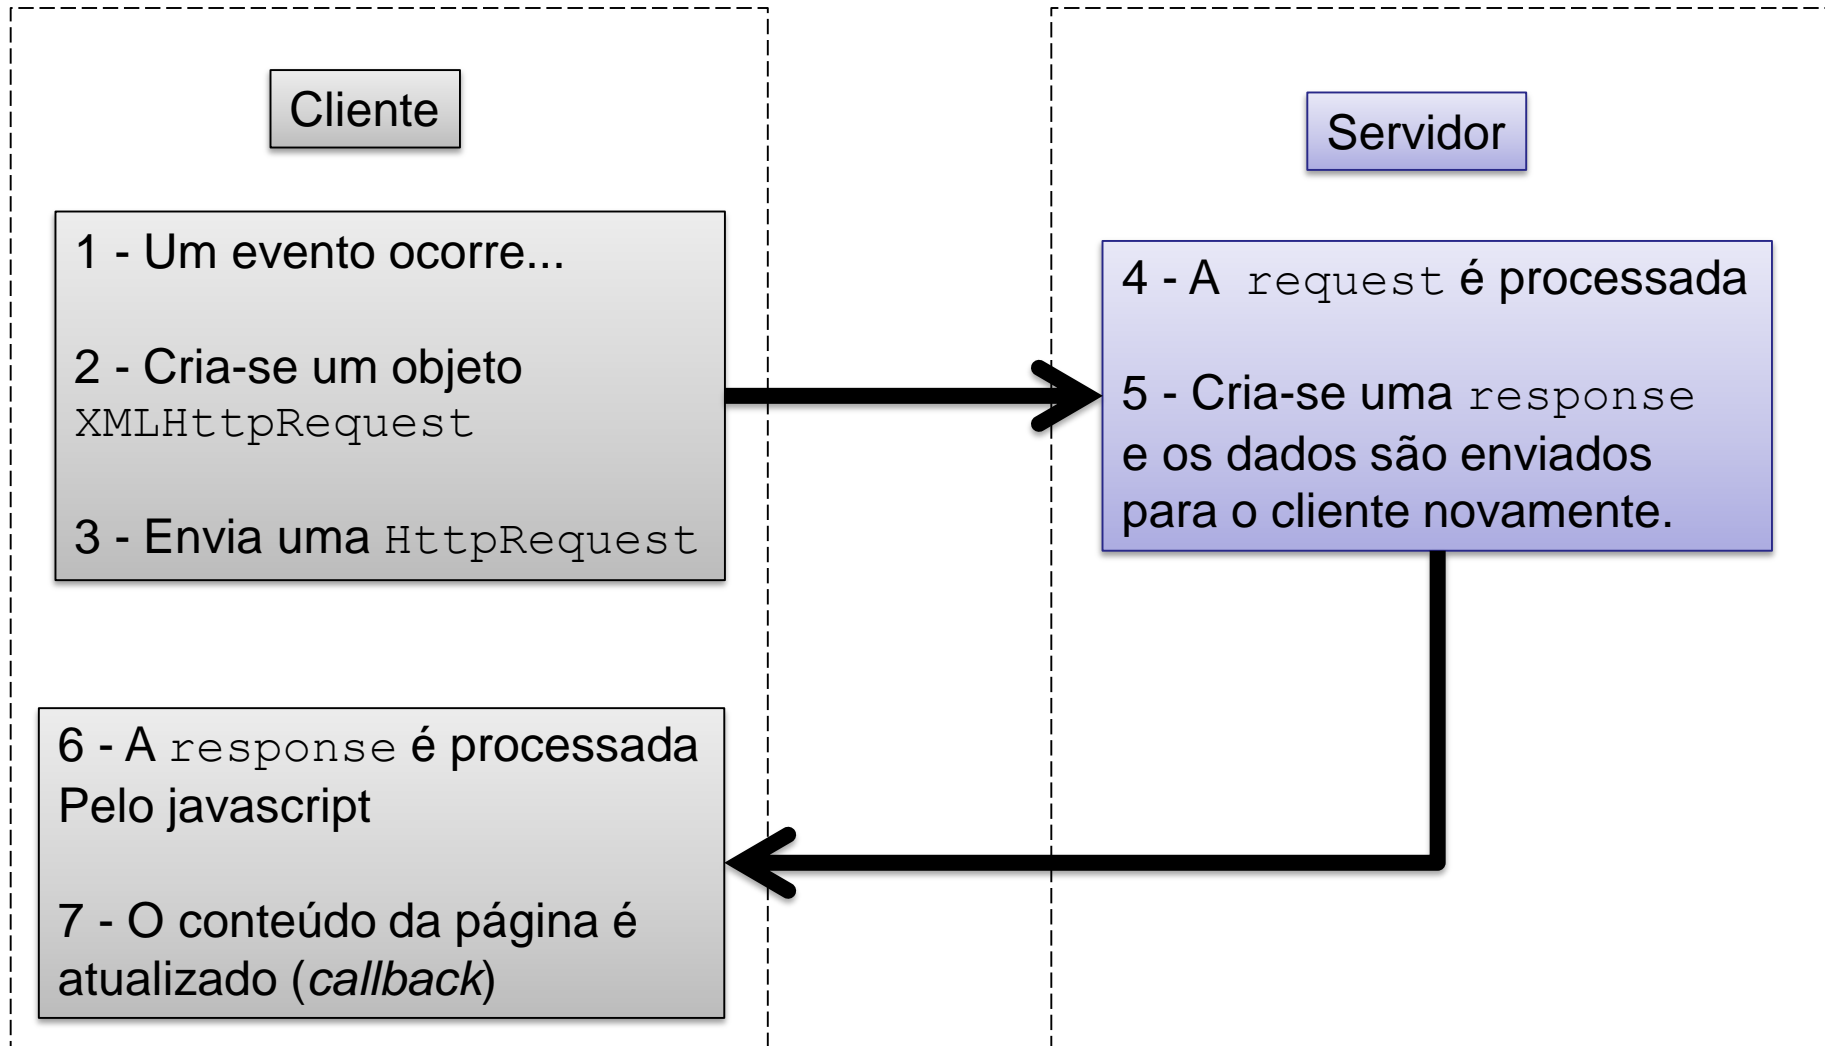 Cliente
1 - Um evento ocorre...
2 - Cria-se um objeto
XMLHttpRequest
3 - Envia uma HttpRequest
Servidor
4 - A request é processada
5 - Cria-se uma response
e os dados são enviados
para o cliente novamente.
6 - A response é processada
Pelo javascript
7 - O conteúdo da página é
atualizado (callback)